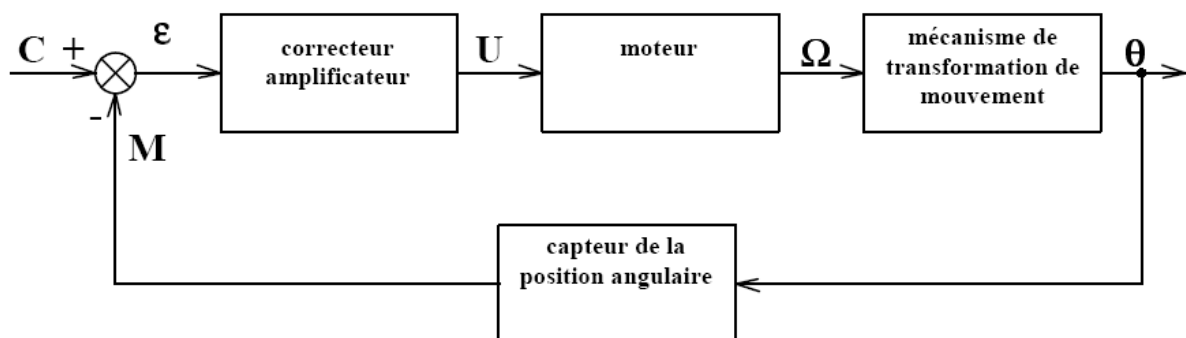 C + ε
correcteur
amplificateur
U
moteur
Ω
mécanisme de
transformation de
mouvement
θ
-
M
capteur de la
position angulaire